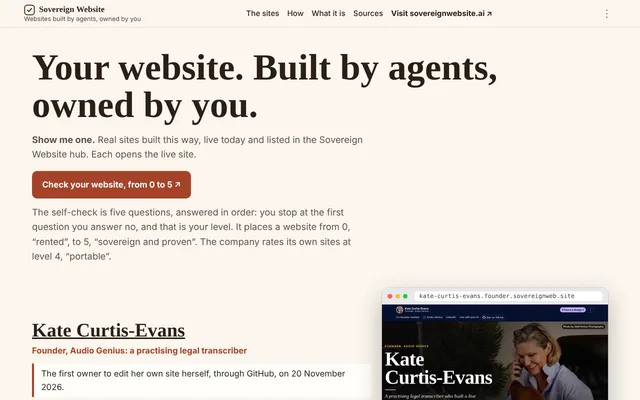 Sovereign Website
Websites built by agents, owned by you
The sites How What it is Sources Visit sovereignwebsite.ai ↗
Your website. Built by agents,
owned by you.
Show me one. Real sites built this way, live today and listed in the Sovereign
Website hub. Each opens the live site.
Check your website, from 0 to 5 ↗
The self-check is five questions, answered in order: you stop at the first
question you answer no, and that is your level. It places a website from 0,
“rented”, to 5, “sovereign and proven”. The company rates its own sites at
level 4, “portable”.
kate-curtis-evans.founder.sovereignweb.site
Kate Curtis-Evans
Founder, Audio Genius: a practising legal transcriber
The first owner to edit her own site herself, through GitHub, on 20 November
2026.
Kate Curtis-Evans
Kate
Curtis-Evans
A practising legal transcriber who built a live